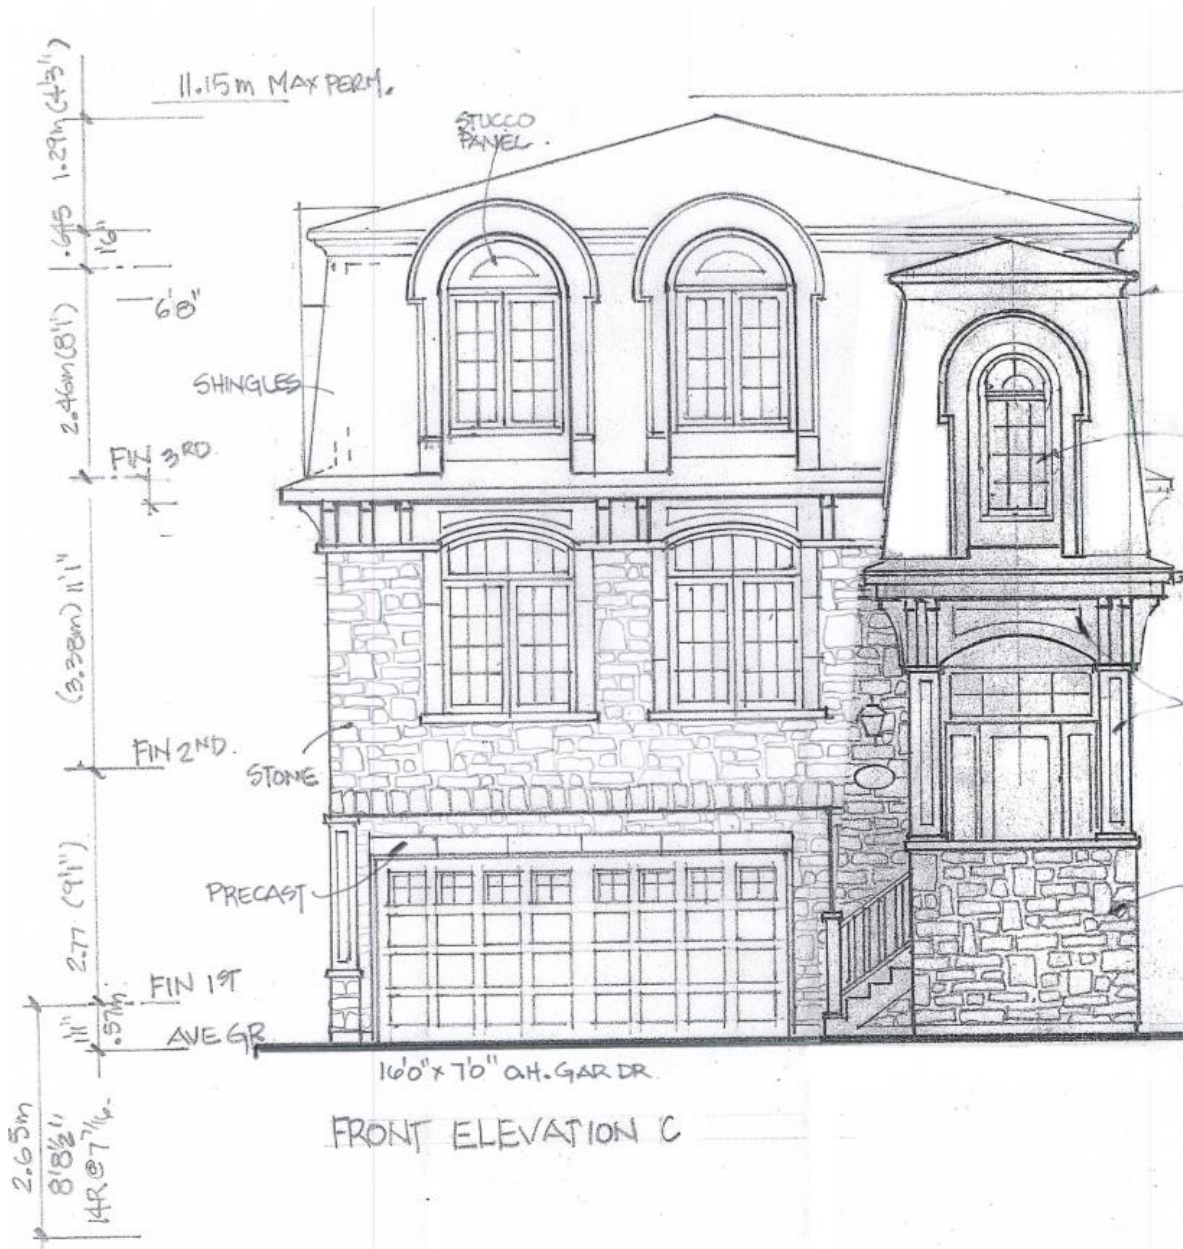 11.15m MAX PERM.
1.29m (4'3")
STUCCO
PANEL.
.645
1'6"
6'8"
2.46m (8'1")
SHINGLES
FIN 3RD.
(3.38m) 11'1"
FIN 2ND.
STONE
2.77 (9'1")
PRECAST
FIN 1ST
1'11"
.57m
AVE GR
16'0" x 7'0" O.H. GAR DR.
2.65m
8'8½"
14R @ 7 7/16
FRONT ELEVATION C